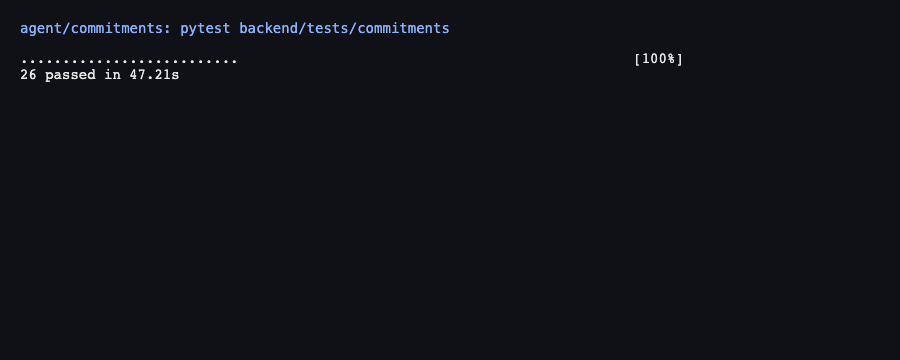 agent/commitments: pytest backend/tests/commitments
.......................... [100%]
26 passed in 47.21s